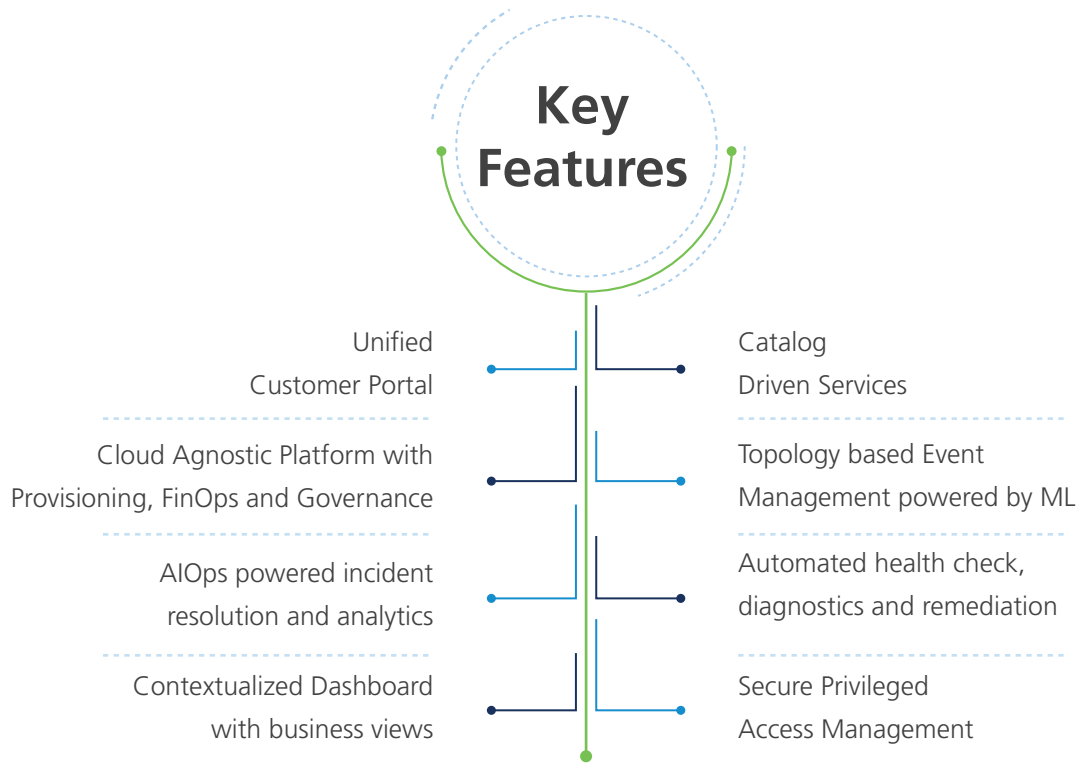 Key
Features
Unified
Customer Portal
Catalog
Driven Services
Cloud Agnostic Platform with
Provisioning, FinOps and Governance
Topology based Event
Management powered by ML
AIOps powered incident
resolution and analytics
Automated health check,
diagnostics and remediation
Contextualized Dashboard
with business views
Secure Privileged
Access Management